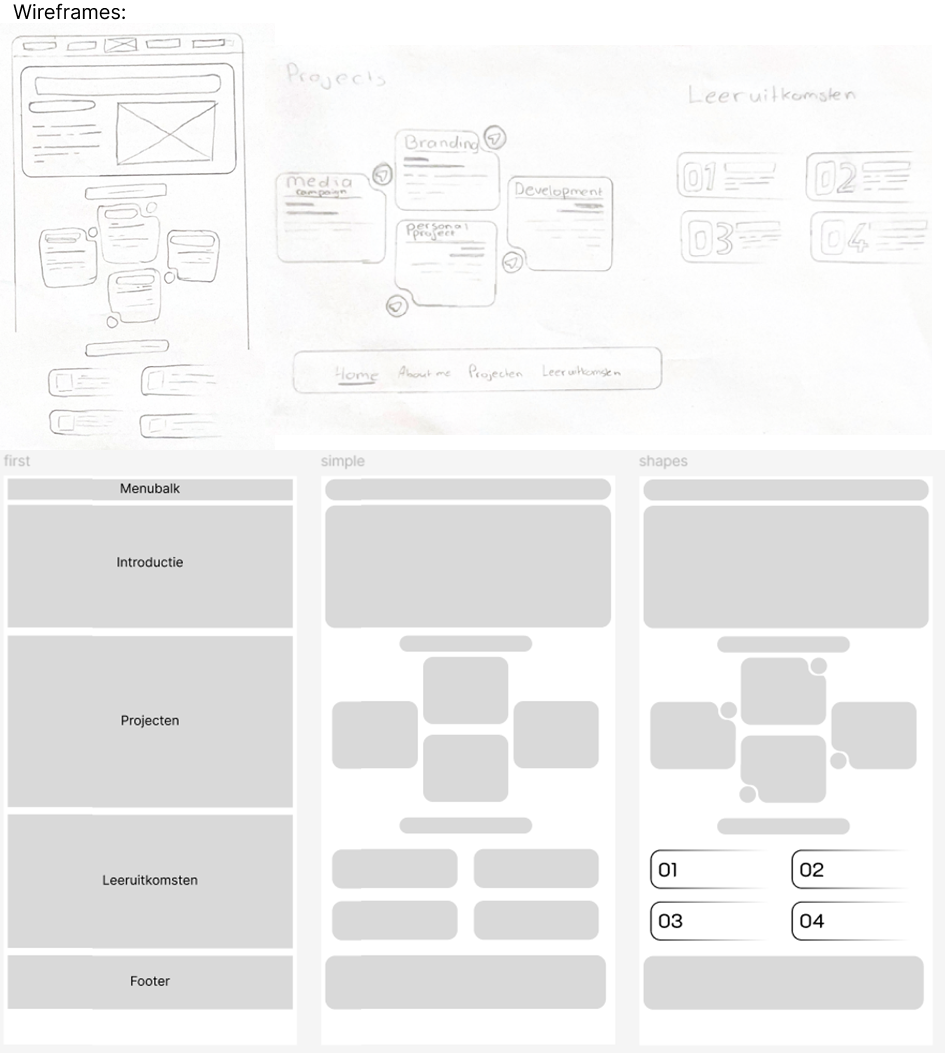 Wireframes:
Projects
Leeruitkomsten
Branding
media
campaign
Development
personal
project
01
02
03
04
Home About me Projecten Leeruitkomsten
first
simple
shapes
Menubalk
Introductie
Projecten
Leeruitkomsten
01
02
03
04
Footer